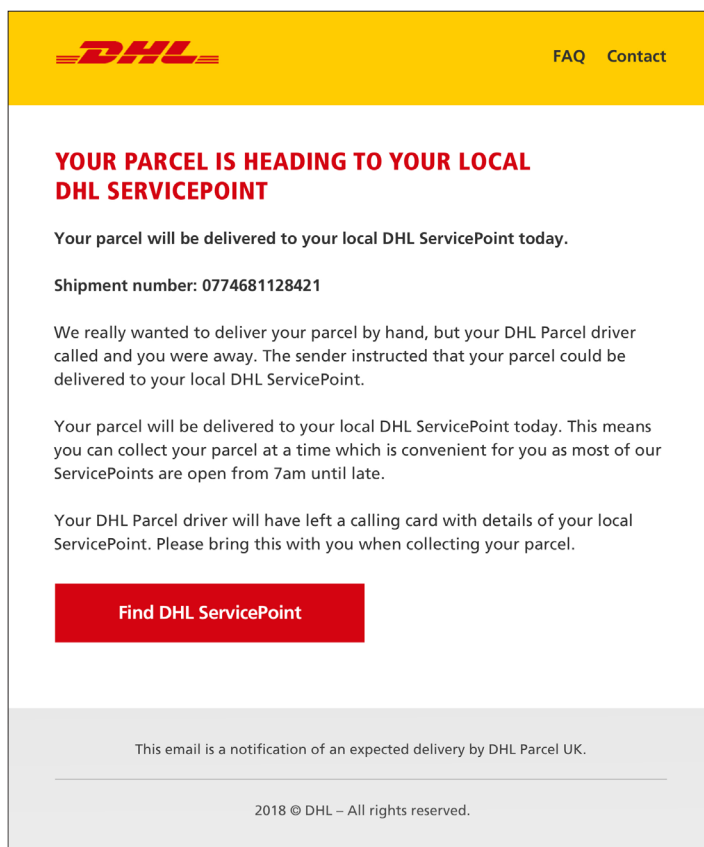 DHL
FAQ Contact
YOUR PARCEL IS HEADING TO YOUR LOCAL
DHL SERVICEPOINT
Your parcel will be delivered to your local DHL ServicePoint today.
Shipment number: 0774681128421
We really wanted to deliver your parcel by hand, but your DHL Parcel driver
called and you were away. The sender instructed that your parcel could be
delivered to your local DHL ServicePoint.
Your parcel will be delivered to your local DHL ServicePoint today. This means
you can collect your parcel at a time which is convenient for you as most of our
ServicePoints are open from 7am until late.
Your DHL Parcel driver will have left a calling card with details of your local
ServicePoint. Please bring this with you when collecting your parcel.
Find DHL ServicePoint
This email is a notification of an expected delivery by DHL Parcel UK.
2018 © DHL – All rights reserved.